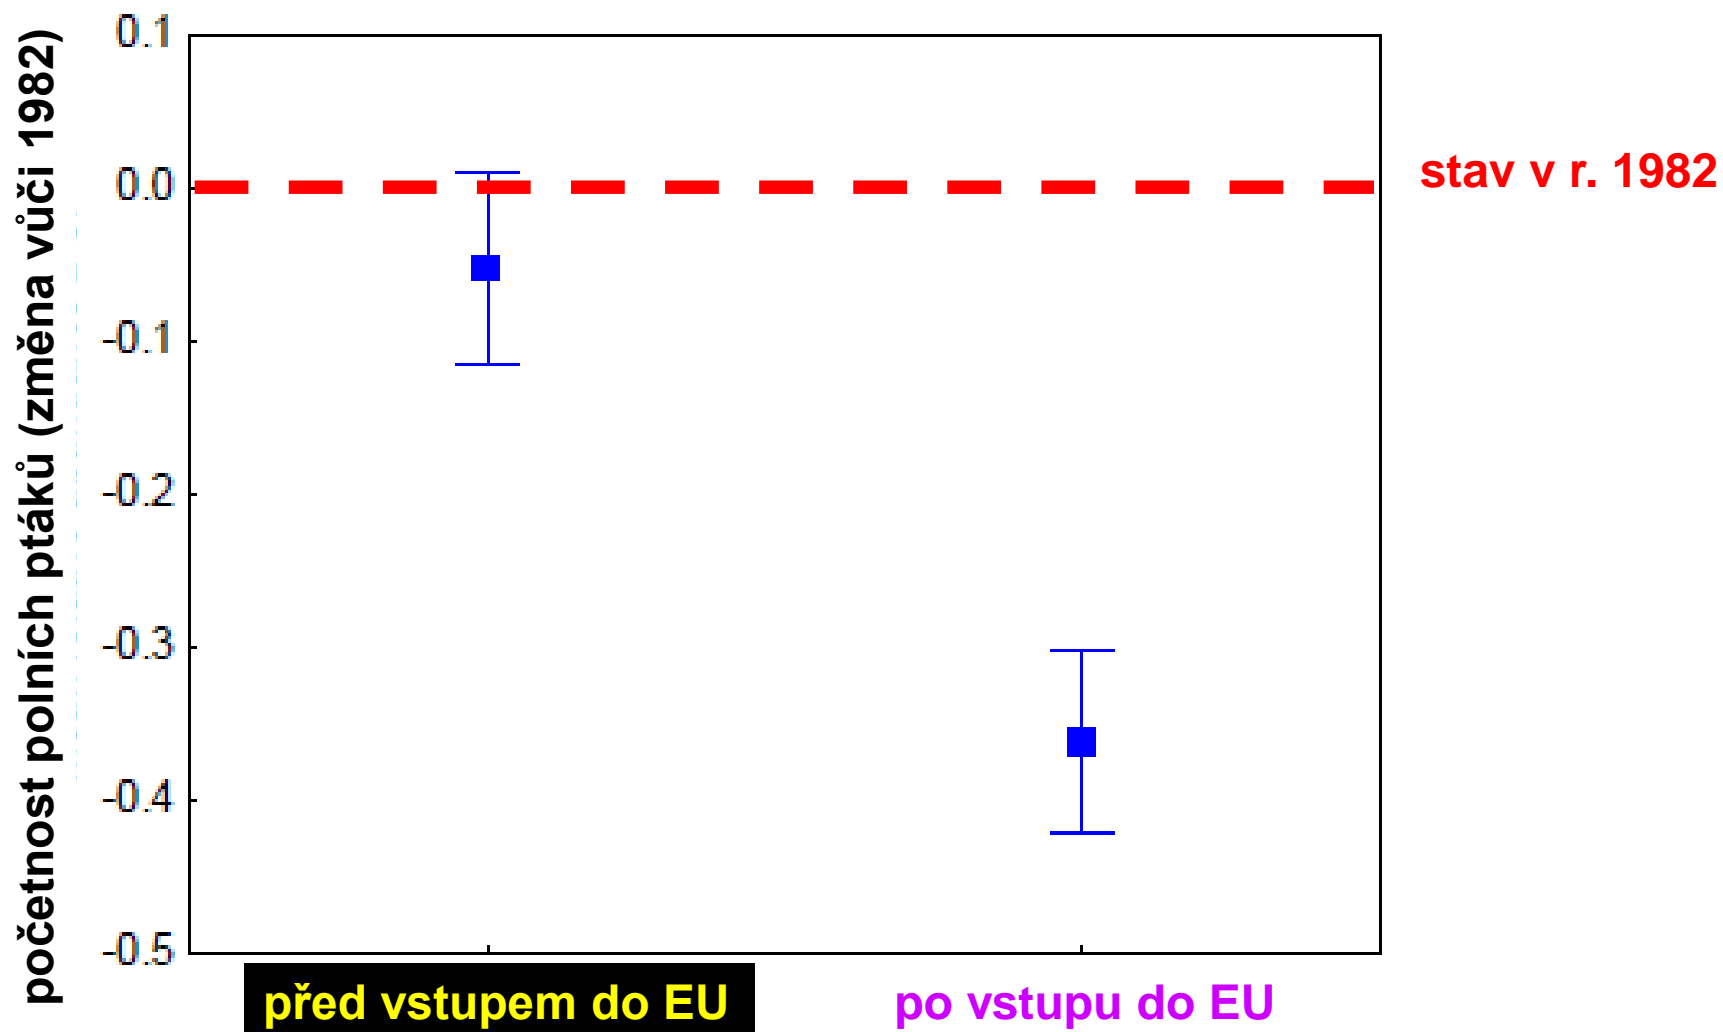 početnost polních ptáků (změna vůči 1982)
0.1
0.0
-0.1
-0.2
-0.3
-0.4
-0.5
stav v r. 1982
před vstupem do EU
po vstupu do EU